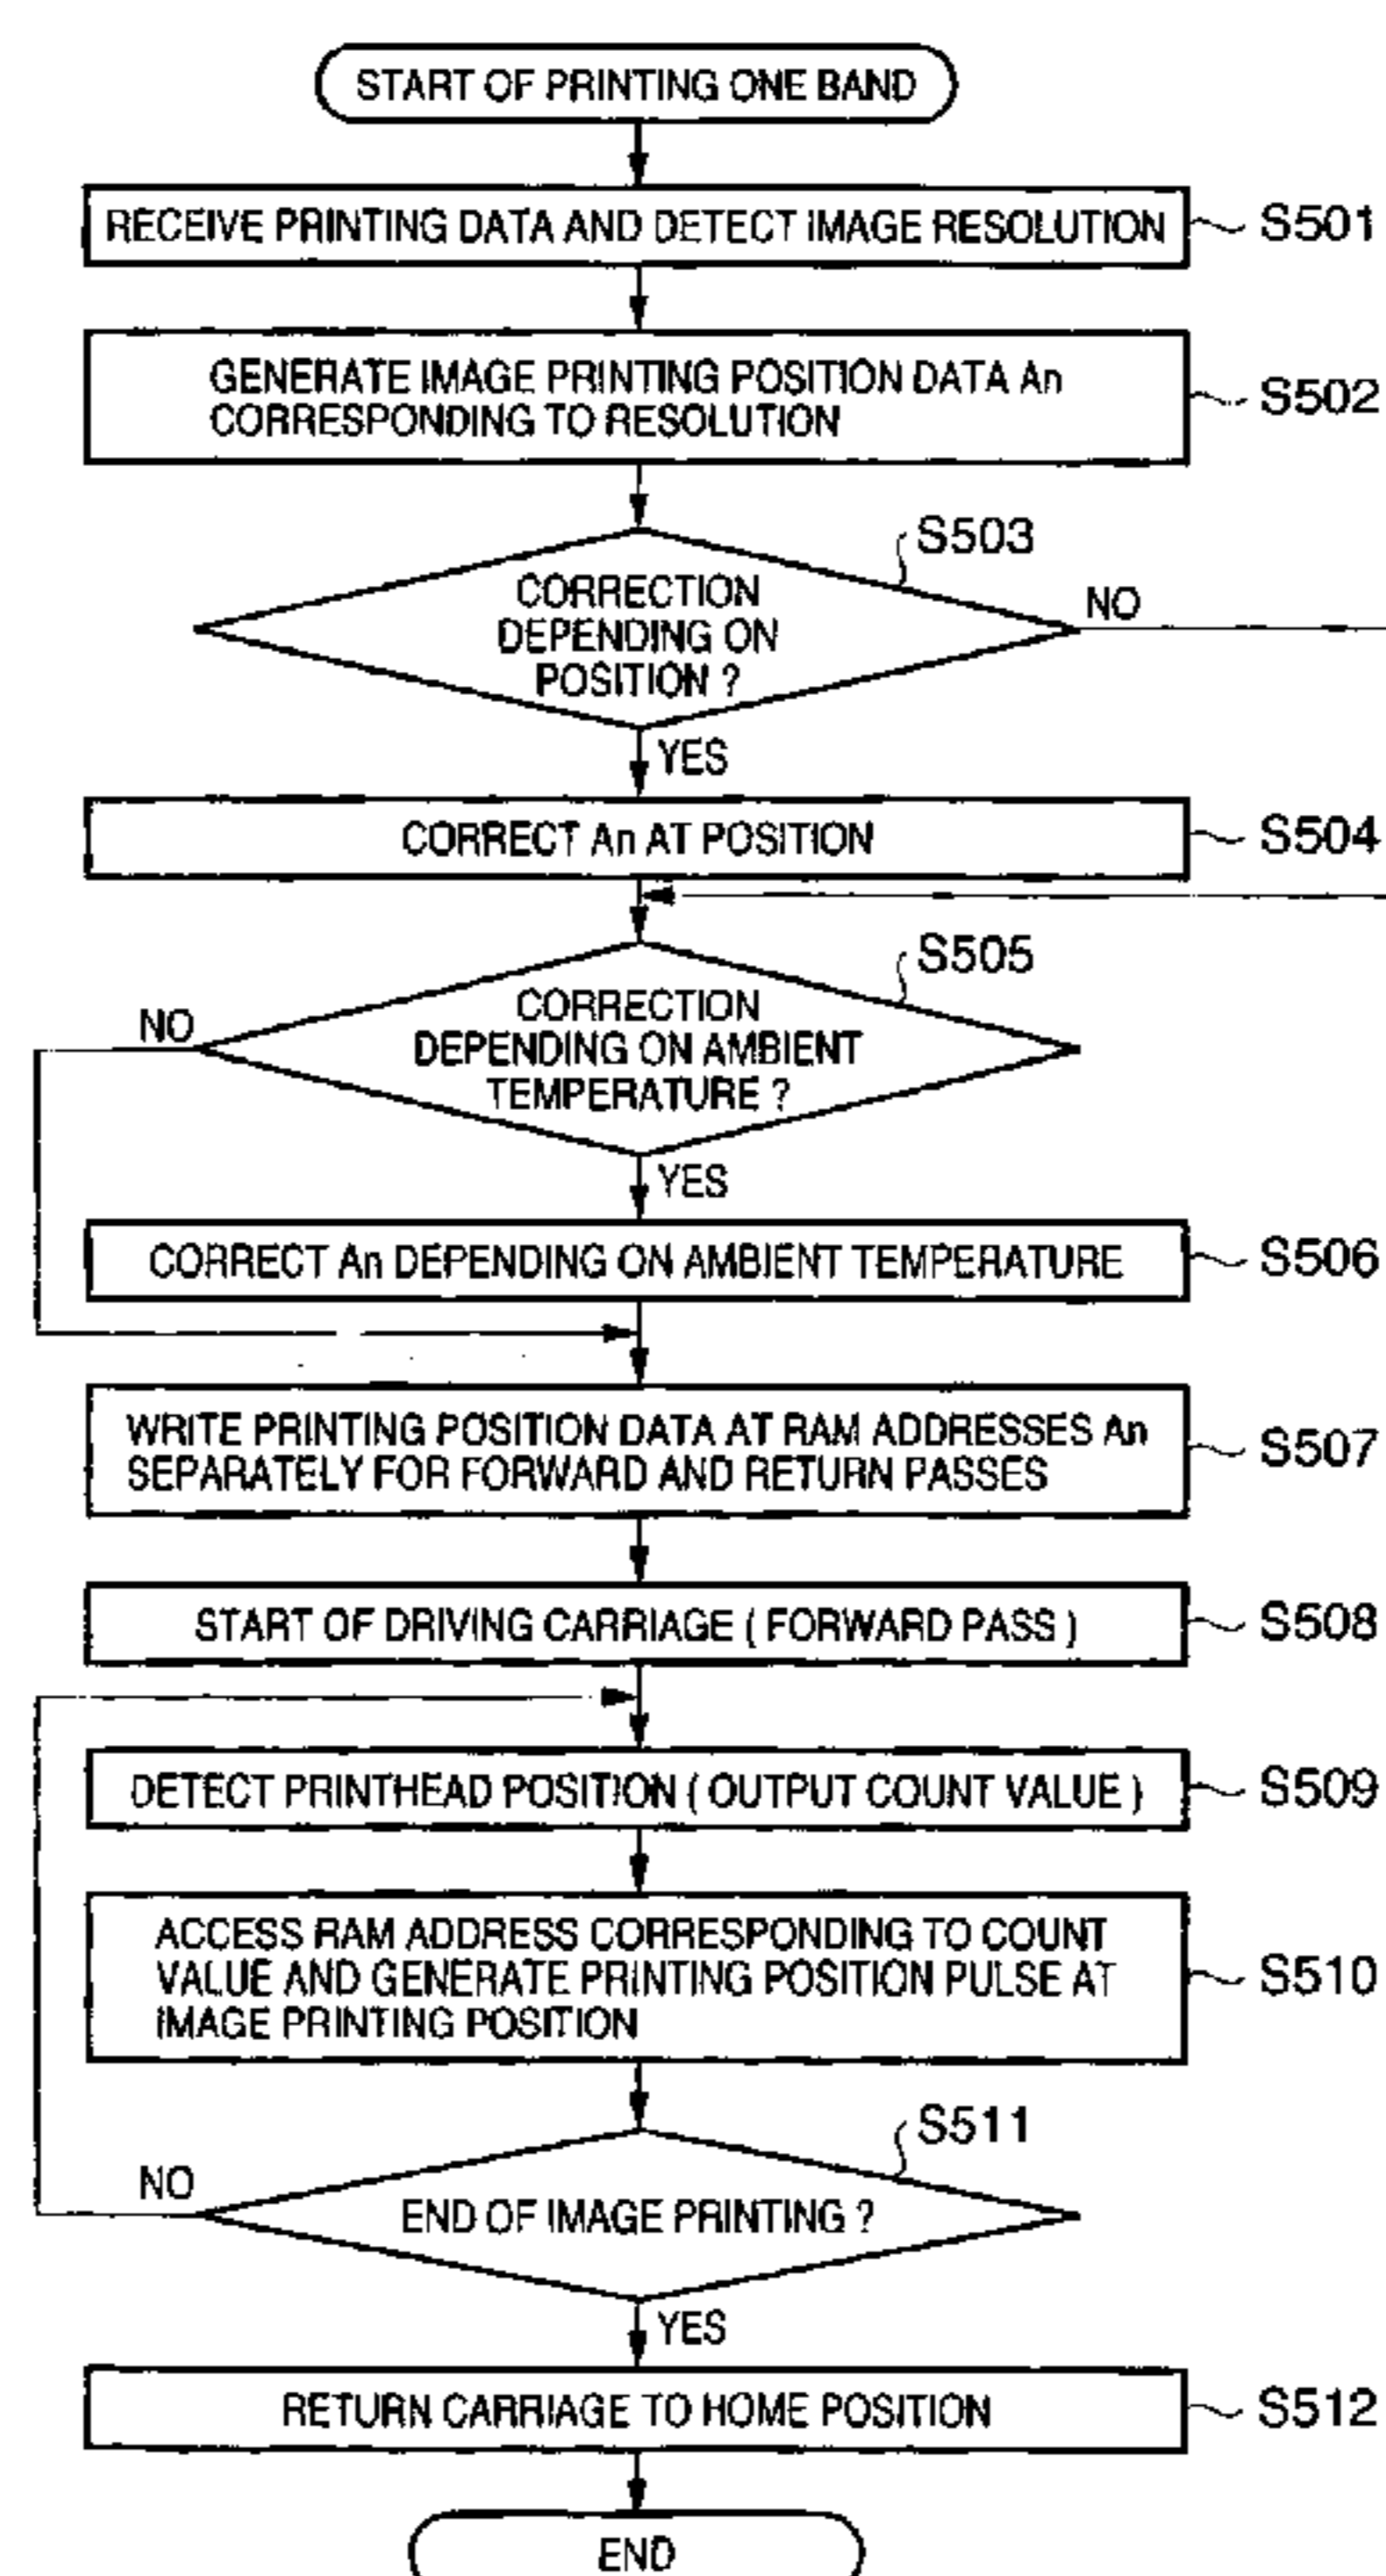 START OF PRINTING ONE BAND
RECEIVE PRINTING DATA AND DETECT IMAGE RESOLUTION
S501
GENERATE IMAGE PRINTING POSITION DATA An
CORRESPONDING TO RESOLUTION
S502
S503
CORRECTION
DEPENDING ON
POSITION ?
NO
YES
CORRECT An AT POSITION
S504
S505
CORRECTION
DEPENDING ON AMBIENT
TEMPERATURE ?
NO
YES
CORRECT An DEPENDING ON AMBIENT TEMPERATURE
S506
WRITE PRINTING POSITION DATA AT RAM ADDRESSES An
SEPARATELY FOR FORWARD AND RETURN PASSES
S507
START OF DRIVING CARRIAGE ( FORWARD PASS )
S508
DETECT PRINTHEAD POSITION ( OUTPUT COUNT VALUE )
S509
ACCESS RAM ADDRESS CORRESPONDING TO COUNT
VALUE AND GENERATE PRINTING POSITION PULSE AT
IMAGE PRINTING POSITION
S510
S511
NO
END OF IMAGE PRINTING ?
YES
RETURN CARRIAGE TO HOME POSITION
S512
END